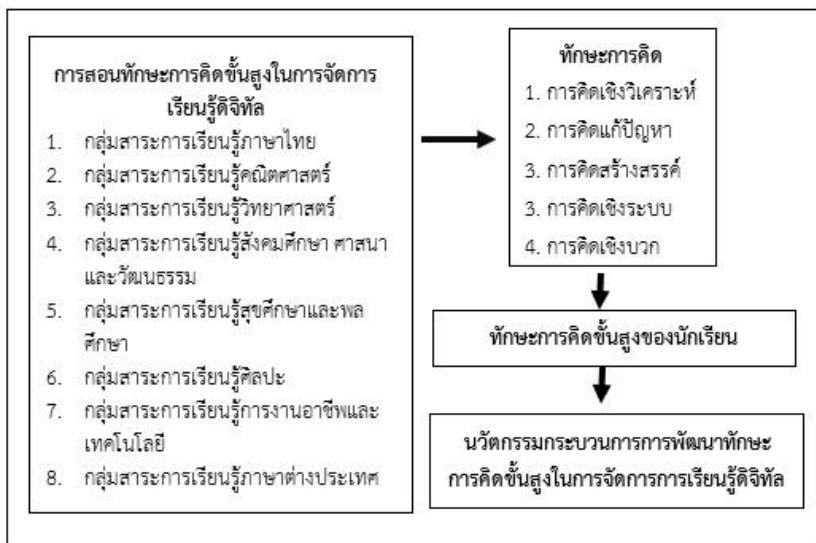 การสอนทักษะการคิดขั้นสูงในการจัดการ
เรียนรู้ดิจิทัล
1. กลุ่มสาระการเรียนรู้ภาษาไทย
2. กลุ่มสาระการเรียนรู้คณิตศาสตร์
3. กลุ่มสาระการเรียนรู้วิทยาศาสตร์
4. กลุ่มสาระการเรียนรู้สังคมศึกษา ศาสนา
และวัฒนธรรม
5. กลุ่มสาระการเรียนรู้สุขศึกษาและพล
ศึกษา
6. กลุ่มสาระการเรียนรู้ศิลปะ
7. กลุ่มสาระการเรียนรู้การงานอาชีพและ
เทคโนโลยี
8. กลุ่มสาระการเรียนรู้ภาษาต่างประเทศ
ทักษะการคิด
1. การคิดเชิงวิเคราะห์
2. การคิดแก้ปัญหา
3. การคิดสร้างสรรค์
3. การคิดเชิงระบบ
4. การคิดเชิงบวก
ทักษะการคิดขั้นสูงของนักเรียน
นวัตกรรมกระบวนการการพัฒนาทักษะ
การคิดขั้นสูงในการจัดการการเรียนรู้ดิจิทัล